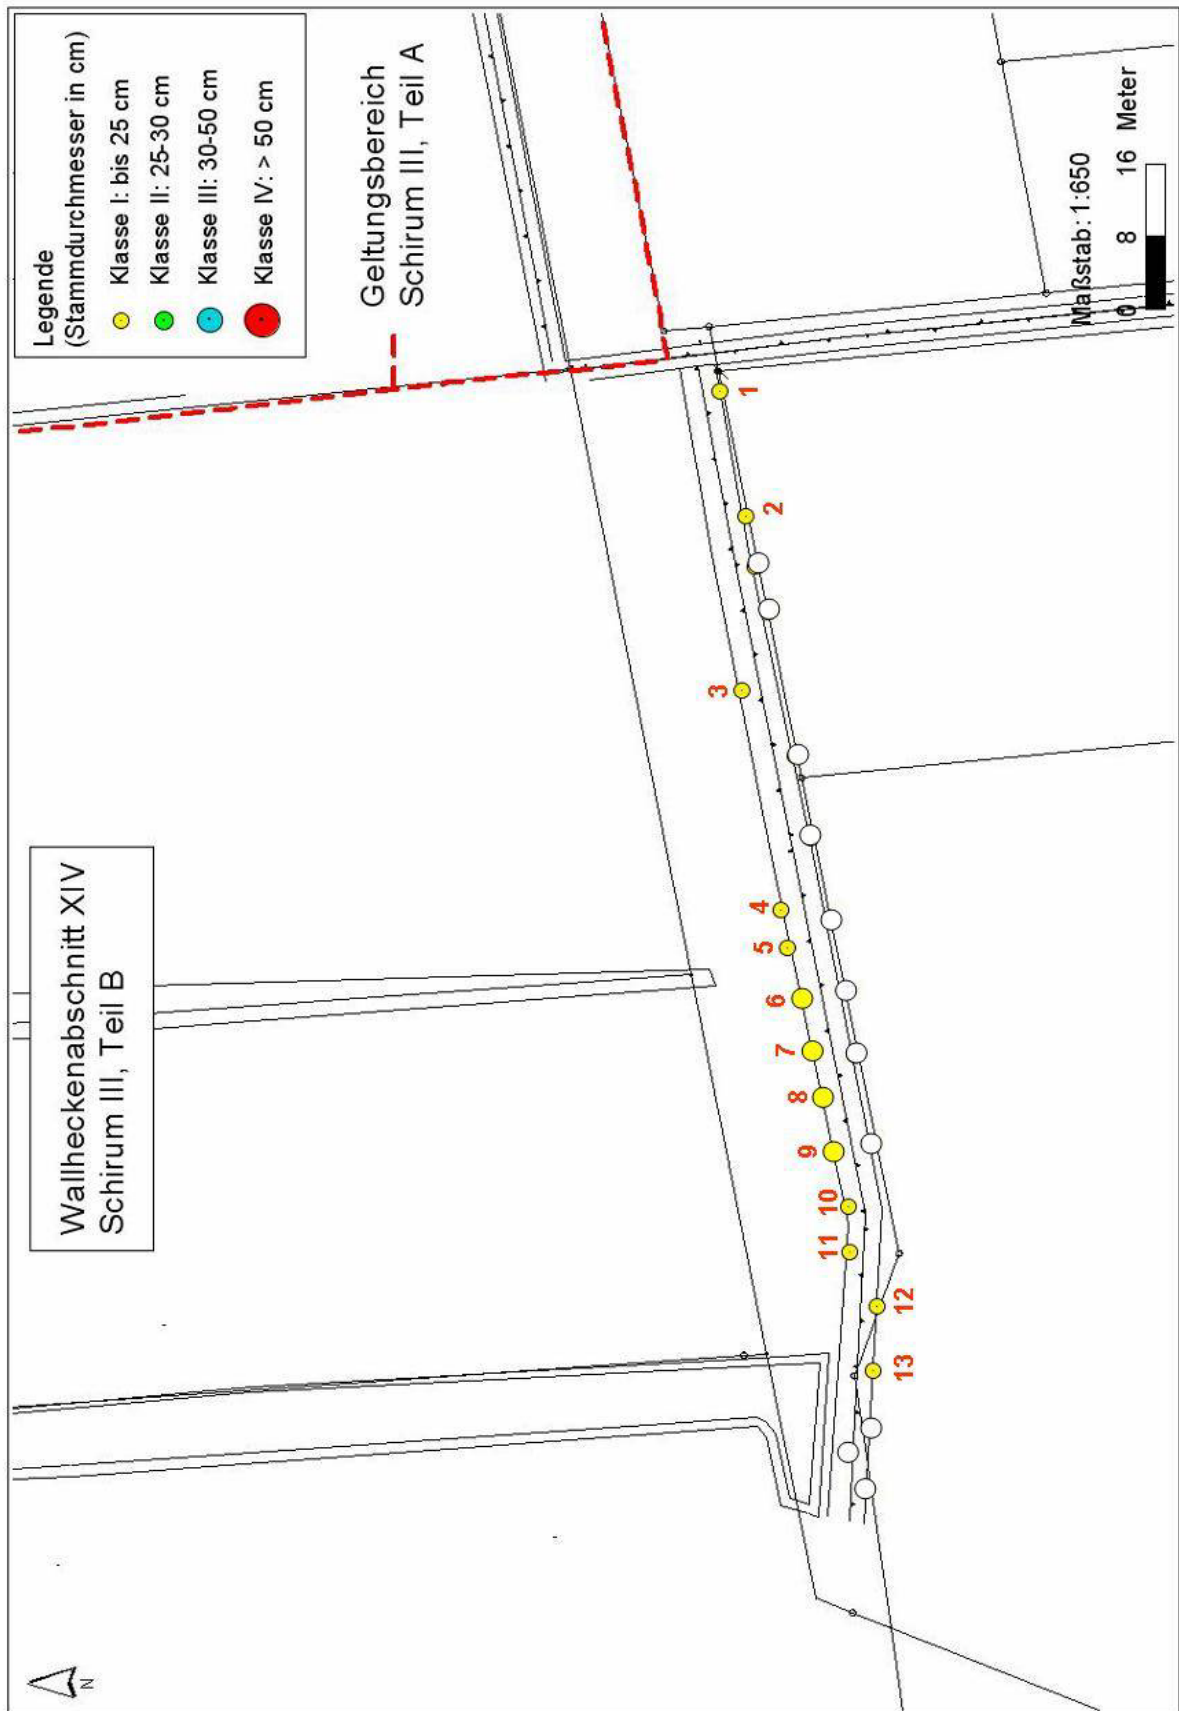 Wallheckenabschnitt XIV
Schirum III, Teil B
Legende
(Stammdurchmesser in cm)
Klasse I: bis 25 cm
Klasse II: 25-30 cm
Klasse III: 30-50 cm
Klasse IV: > 50 cm
Geltungsbereich
Schirum III, Teil A
N
13
12
11
10
9
8
7
6
5
4
3
2
1
Maßstab: 1:650
0 8 16 Meter